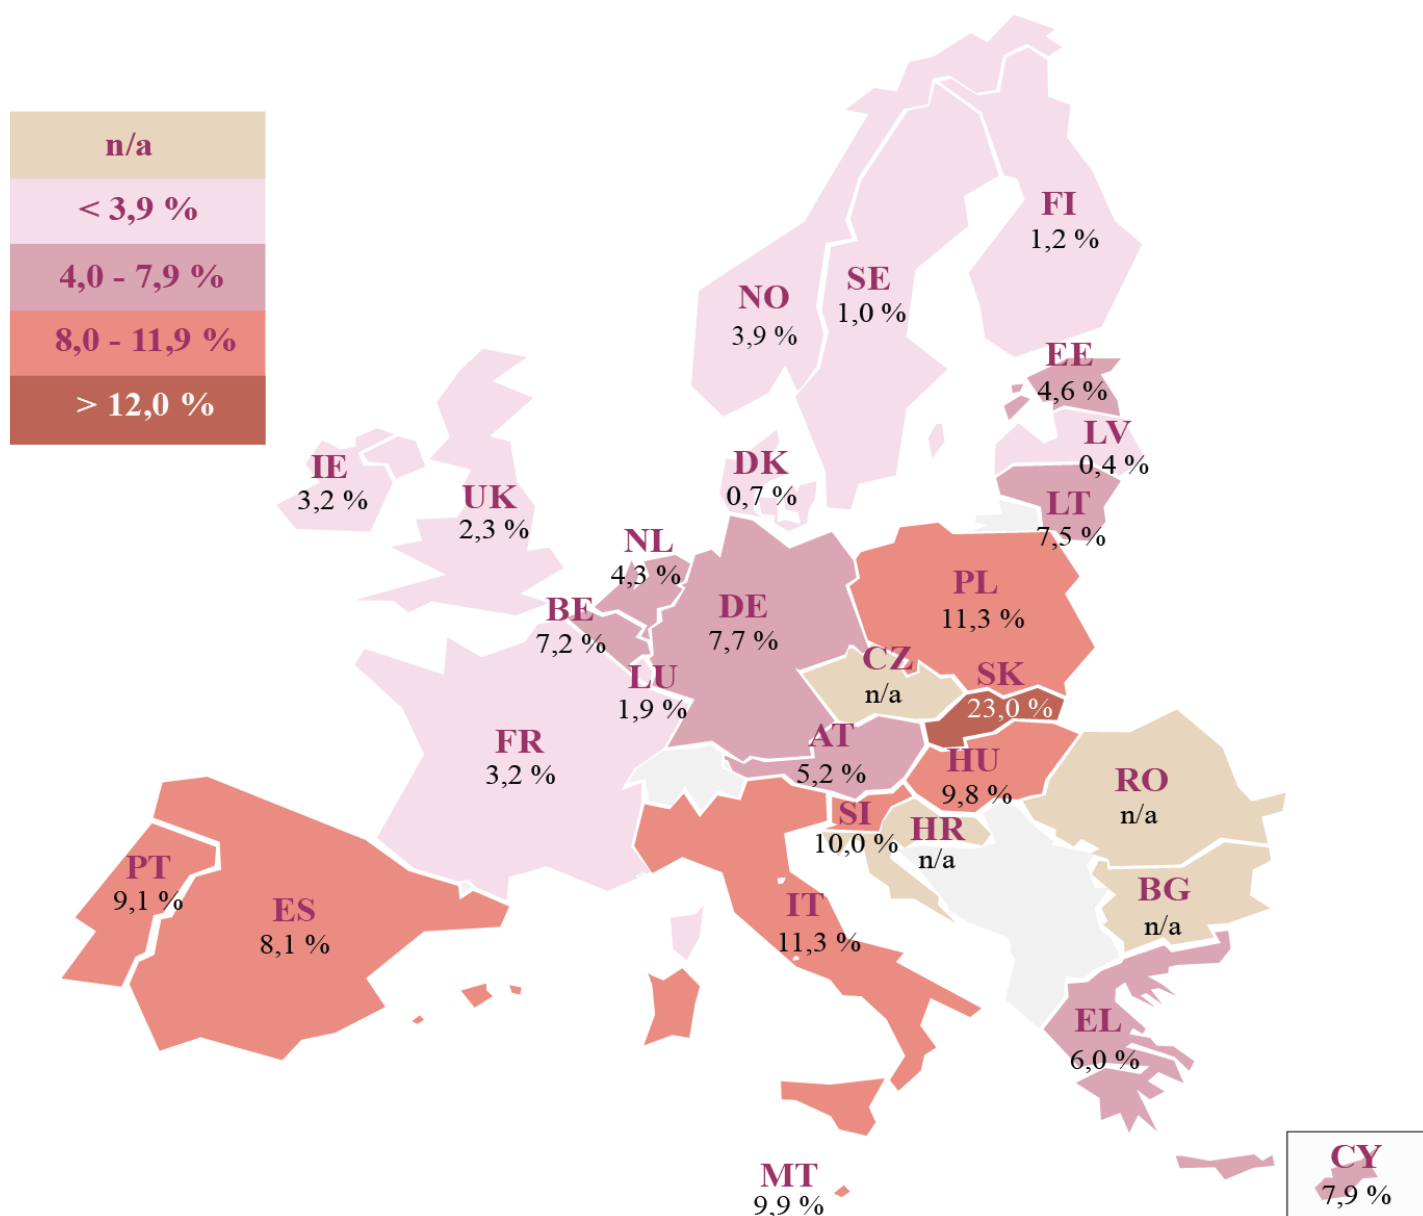 n/a
< 3,9 %
4,0 - 7,9 %
8,0 - 11,9 %
> 12,0 %
FI
1,2 %
SE
1,0 %
NO
3,9 %
EE
4,6 %
LV
0,4 %
LT
7,5 %
DK
0,7 %
IE
3,2 %
UK
2,3 %
NL
4,3 %
BE
7,2 %
DE
7,7 %
PL
11,3 %
LU
1,9 %
CZ
n/a
SK
23,0 %
FR
3,2 %
AT
5,2 %
HU
9,8 %
RO
n/a
SI
10,0 %
HR
n/a
PT
9,1 %
ES
8,1 %
IT
11,3 %
BG
n/a
EL
6,0 %
MT
9,9 %
CY
7,9 %